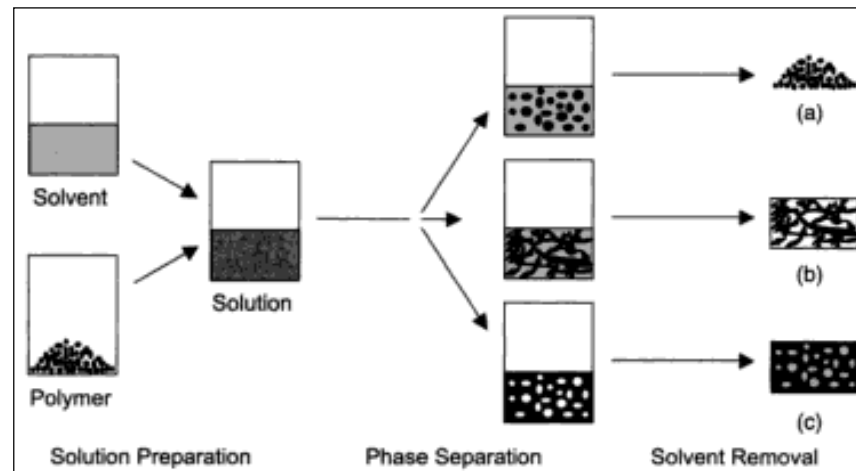 Solvent
Polymer
Solution
(a)
(b)
(c)
Solution Preparation
Phase Separation
Solvent Removal